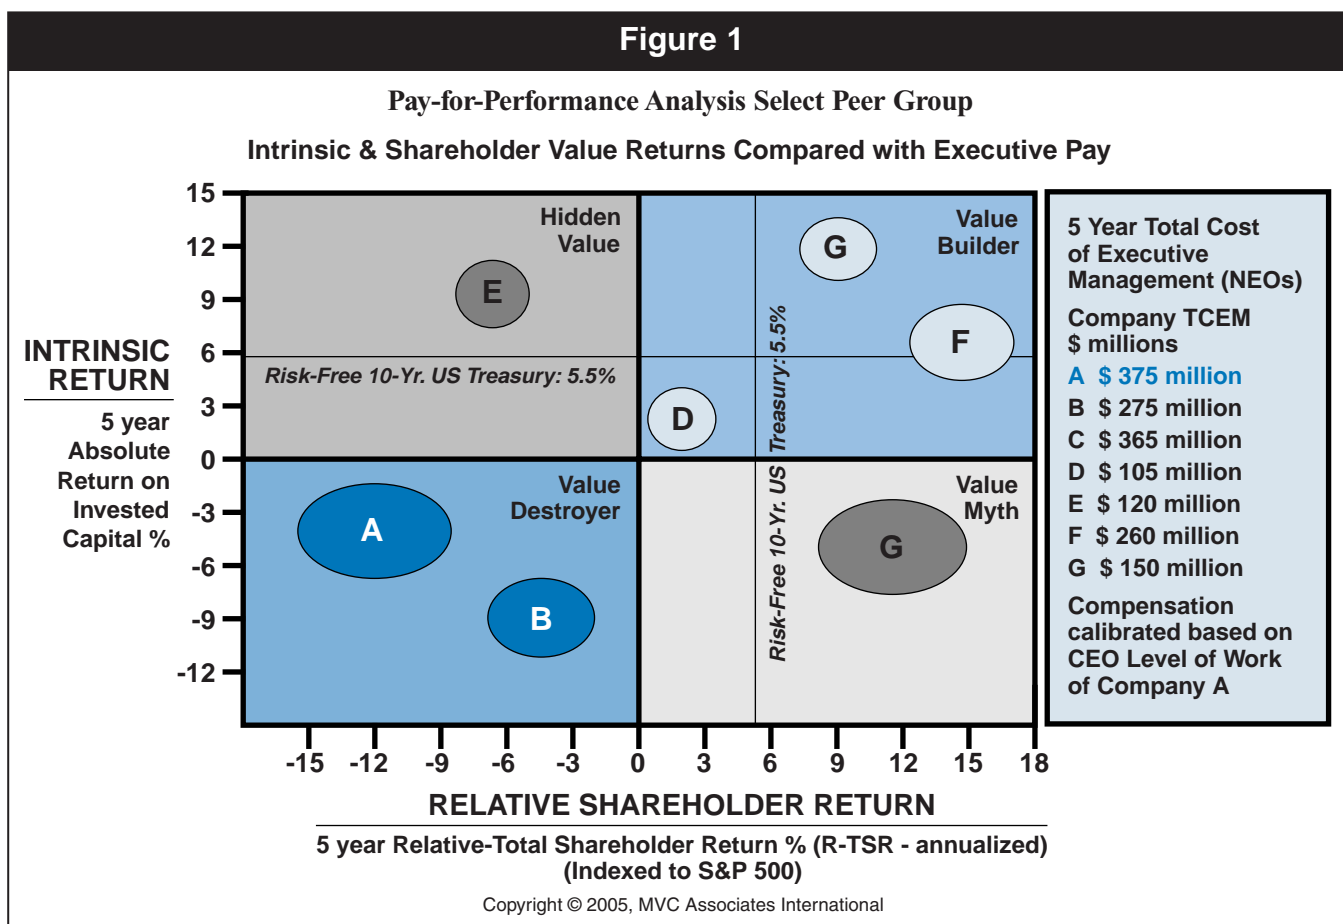 Figure 1
Pay-for-Performance Analysis Select Peer Group
Intrinsic & Shareholder Value Returns Compared with Executive Pay
INTRINSIC
RETURN
5 year
Absolute
Return on
Invested
Capital %
15
12
9
6
3
0
-3
-6
-9
-12
Hidden
Value
E
Risk-Free 10-Yr. US Treasury: 5.5%
Value
Builder
G
F
D
Risk-Free 10-Yr. US Treasury: 5.5%
Value
Destroyer
A
B
Value
Myth
G
-15 -12 -9 -6 -3 0 3 6 9 12 15 18
RELATIVE SHAREHOLDER RETURN
5 year Relative-Total Shareholder Return % (R-TSR - annualized)
(Indexed to S&P 500)
5 Year Total Cost
of Executive
Management (NEOs)
Company TCEM
$ millions
A $ 375 million
B $ 275 million
C $ 365 million
D $ 105 million
E $ 120 million
F $ 260 million
G $ 150 million
Compensation
calibrated based on
CEO Level of Work
of Company A
Copyright © 2005, MVC Associates International